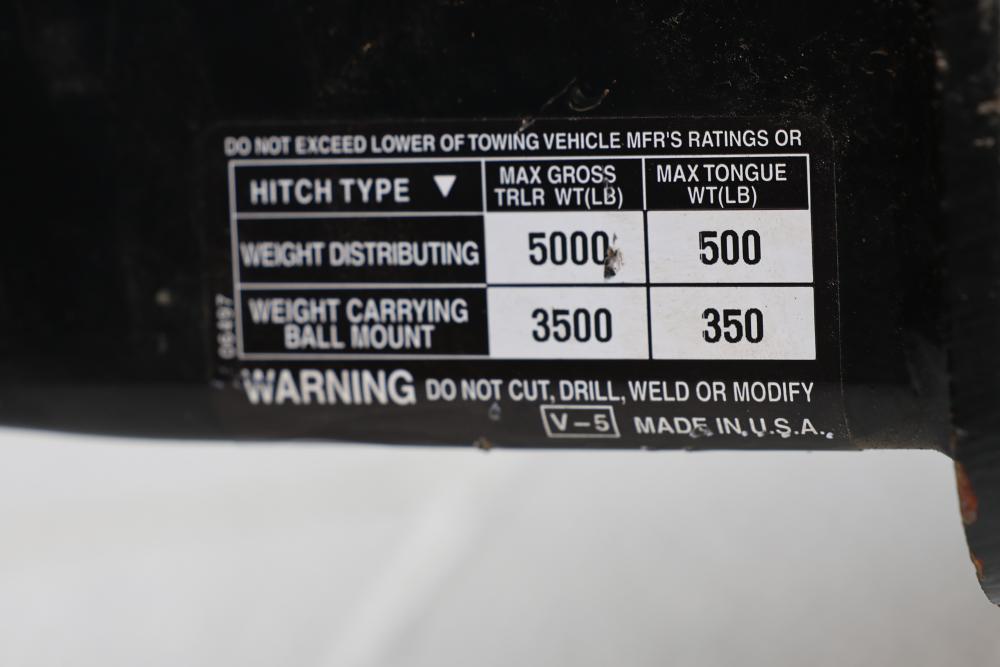 DO NOT EXCEED LOWER OF TOWING VEHICLE MFR'S RATINGS OR
HITCH TYPE ▼
MAX GROSS
TRLR WT(LB)
MAX TONGUE
WT(LB)
WEIGHT DISTRIBUTING
5000
500
WEIGHT CARRYING
BALL MOUNT
3500
350
06497
WARNING DO NOT CUT, DRILL, WELD OR MODIFY
V-5 MADE IN U.S.A.